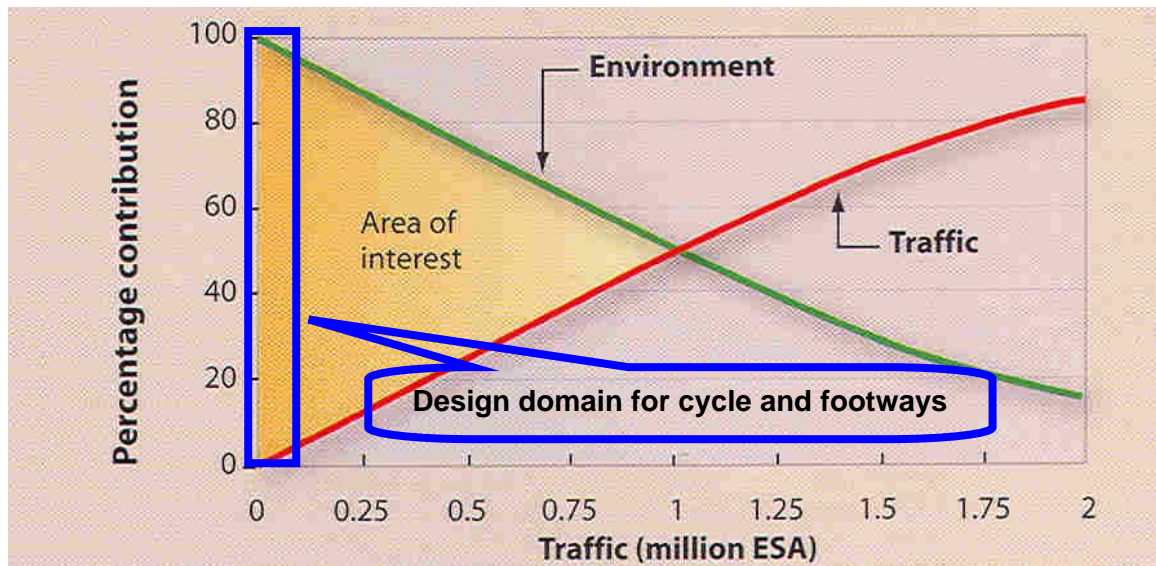 Percentage contribution
100
80
60
40
20
0
Environment
Area of
interest
Traffic
Design domain for cycle and footways
0 0.25 0.5 0.75 1 1.25 1.5 1.75 2
Traffic (million ESA)